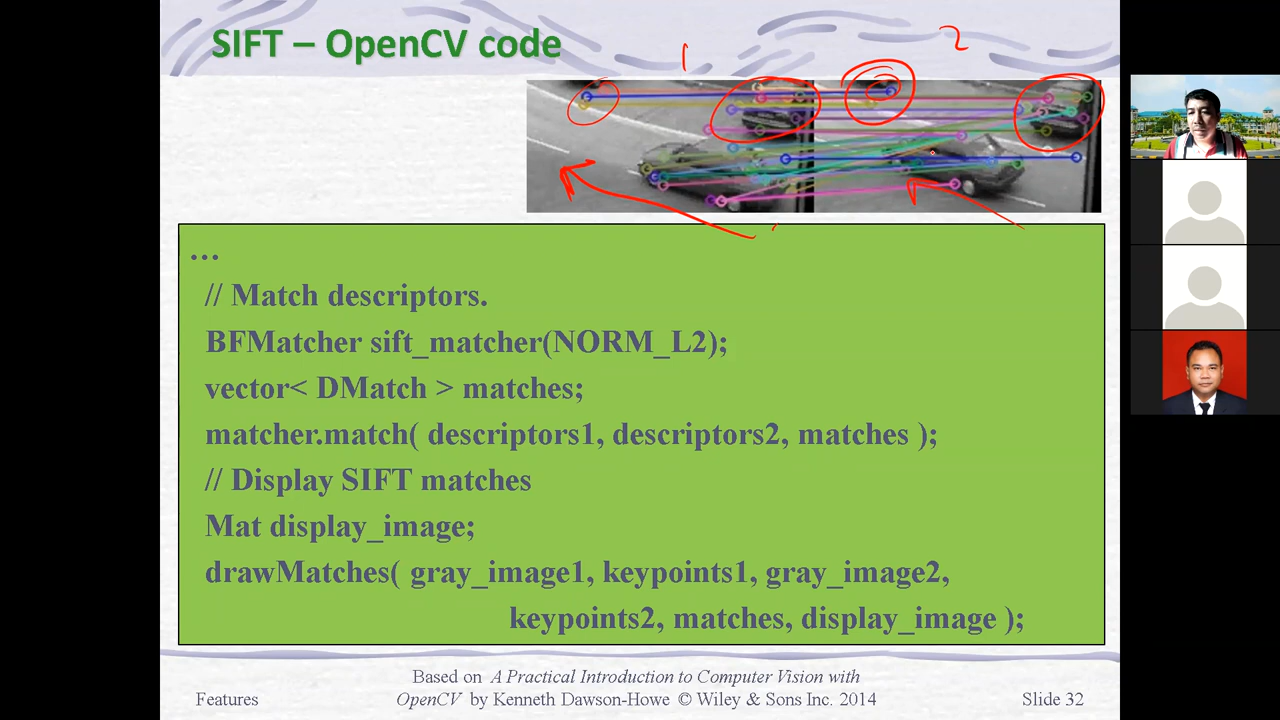 SIFT – OpenCV code
1
2
...
// Match descriptors.
BFMatcher sift_matcher(NORM_L2);
vector< DMatch > matches;
matcher.match( descriptors1, descriptors2, matches );
// Display SIFT matches
Mat display_image;
drawMatches( gray_image1, keypoints1, gray_image2,
keypoints2, matches, display_image );
Based on A Practical Introduction to Computer Vision with
Features
OpenCV by Kenneth Dawson-Howe © Wiley & Sons Inc. 2014
Slide 32